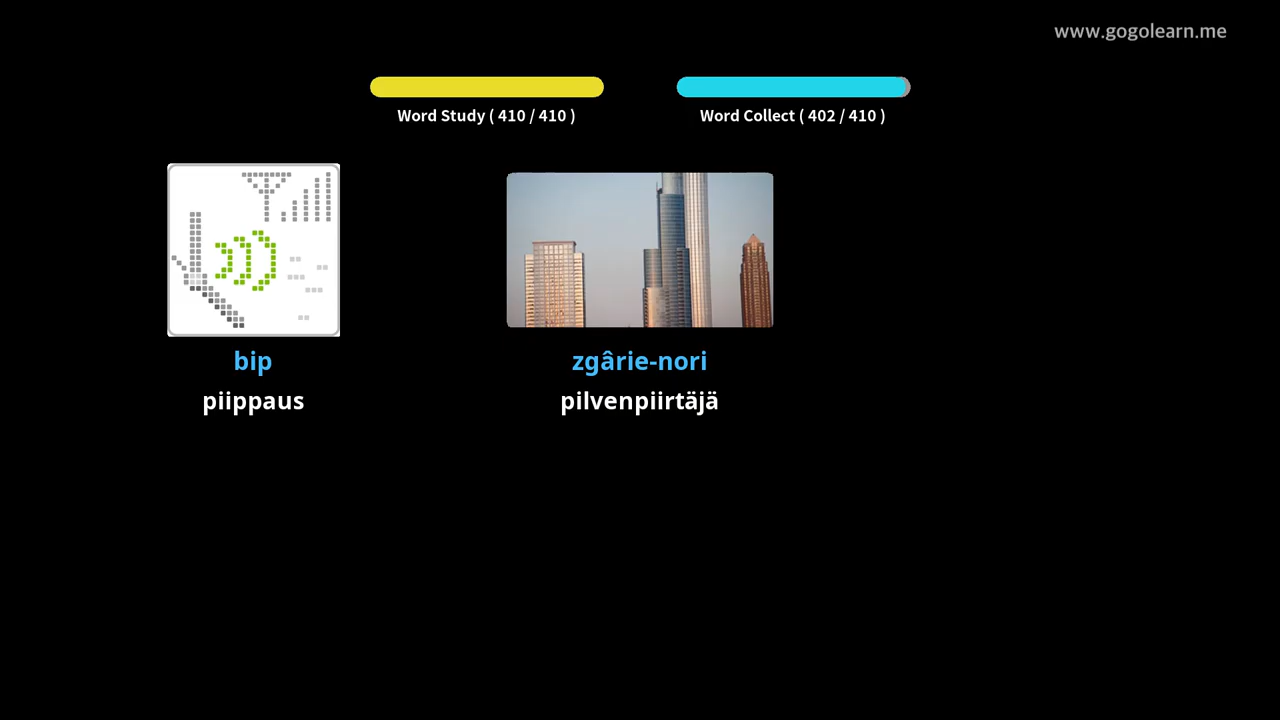 www.gogolearn.me
Word Study ( 410 / 410 )
Word Collect ( 402 / 410 )
bip
piippaus
zgârie-nori
pilvenpiirtäjä